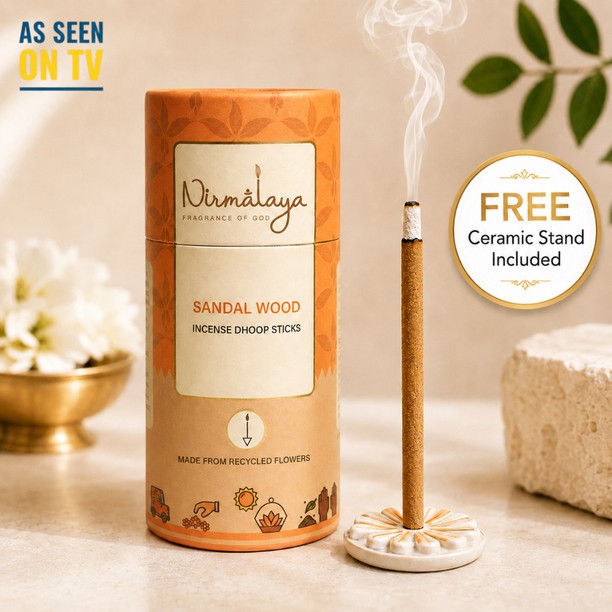 AS SEEN
ON TV
Nirmalaya
FRAGRANCE OF GOD
SANDAL WOOD
INCENSE DHOOP STICKS
MADE FROM RECYCLED FLOWERS
FREE
Ceramic Stand
Included